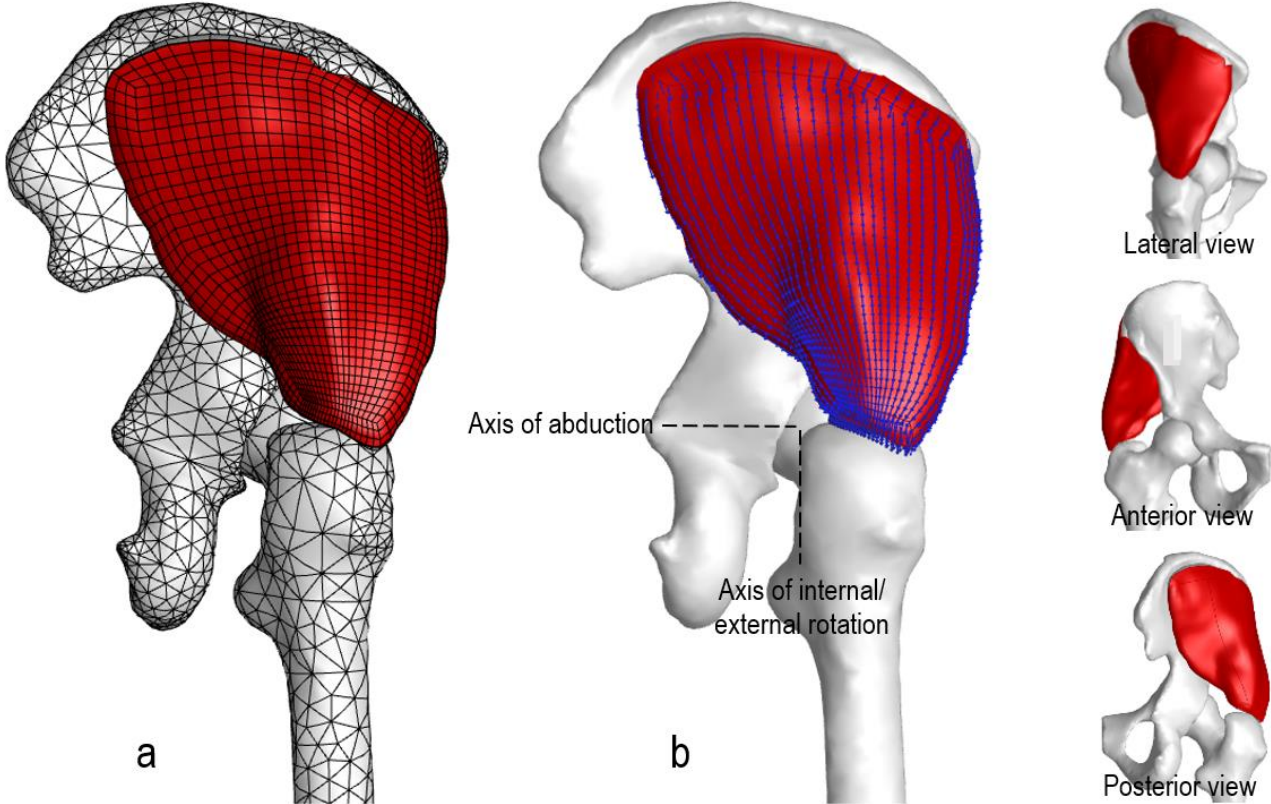 Axis of abduction
Axis of internal/
external rotation
a
b
Lateral view
Anterior view
Posterior view